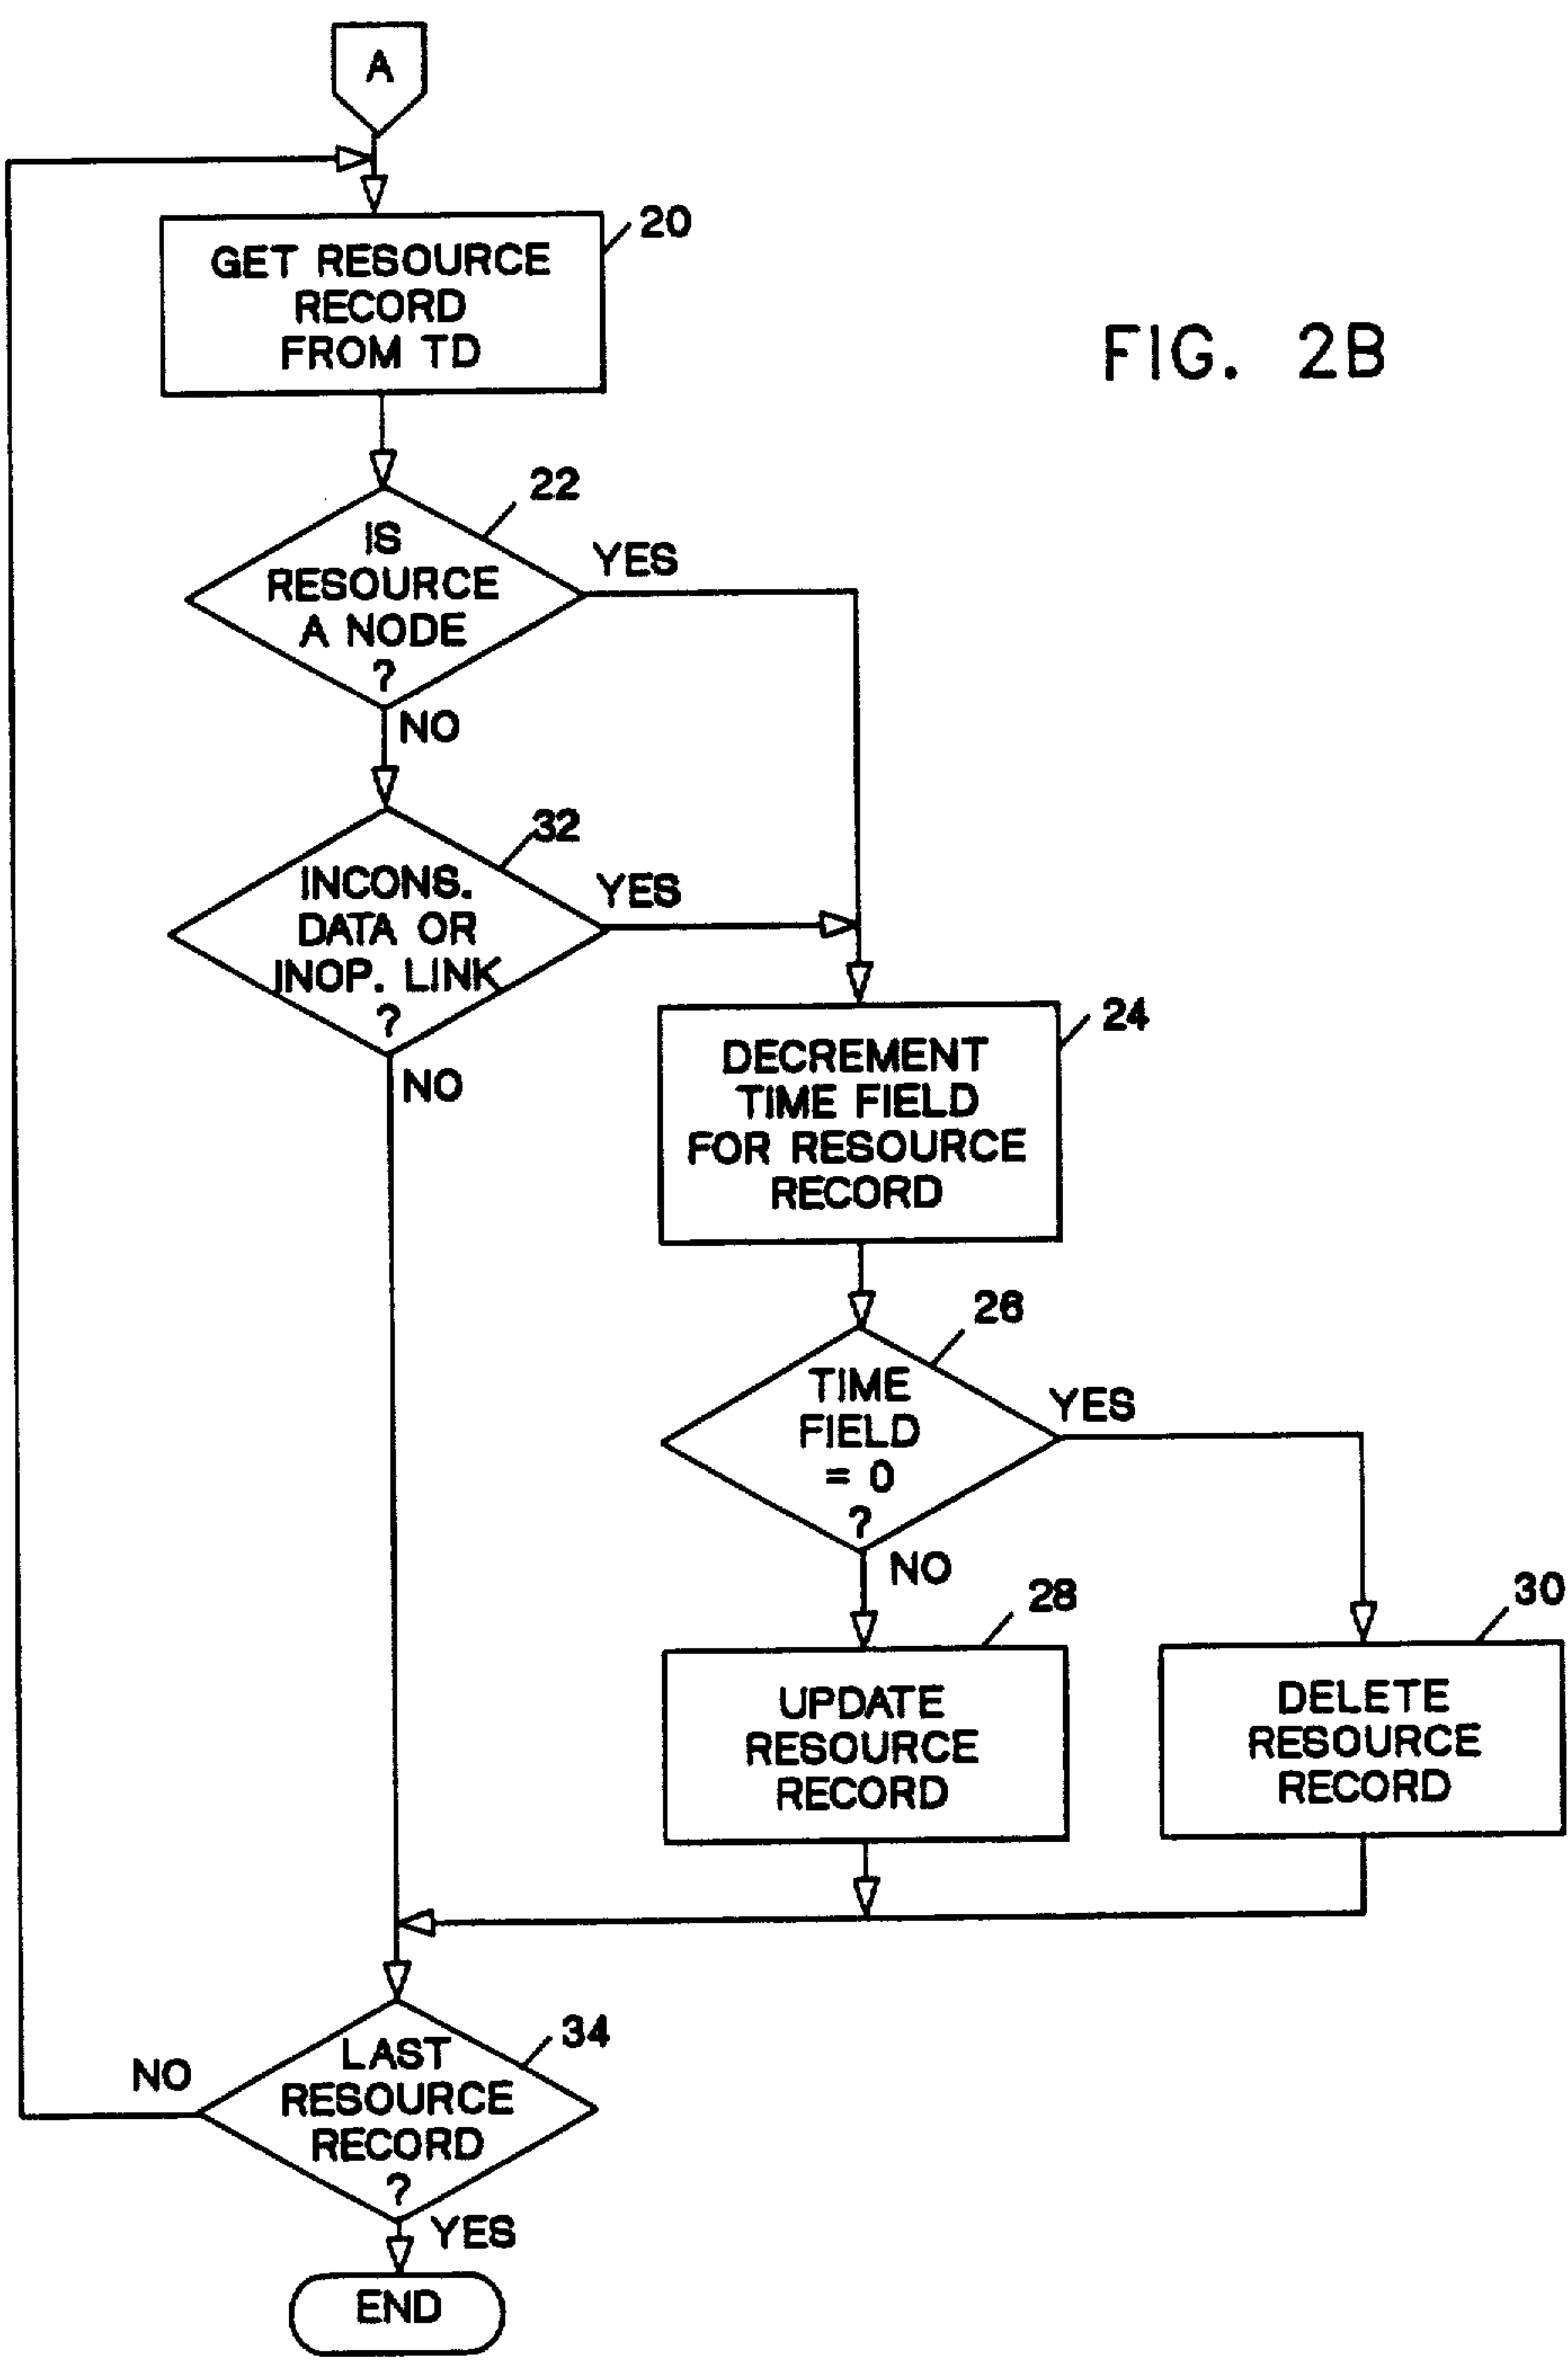 A
20
GET RESOURCE
RECORD
FROM TD
FIG. 2B
22
IS
RESOURCE
A NODE
?
YES
NO
32
INCONS.
DATA OR
INOP. LINK
?
YES
NO
24
DECREMENT
TIME FIELD
FOR RESOURCE
RECORD
26
TIME
FIELD
= 0
?
YES
NO
28
UPDATE
RESOURCE
RECORD
30
DELETE
RESOURCE
RECORD
34
LAST
RESOURCE
RECORD
?
NO
YES
END